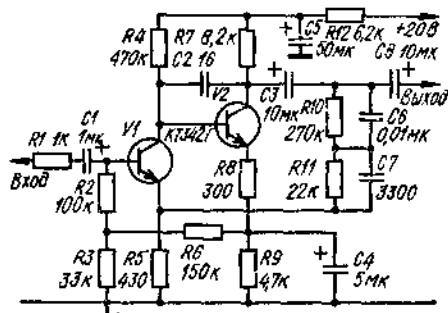 R4
470к
R7 8,2к
C2 16
C5
50мк
R12 6,2к
+20В
C8 10мк
V2
КТ342Г
C3
10мк
Выход
R10
270к
C6
0,01мк
R1 1к
C1
1мк
V1
Вход
R2
100к
R8
300
R11
22к
C7
3300
R3
33к
R5
430
R6
150к
R9
47к
C4
5мк